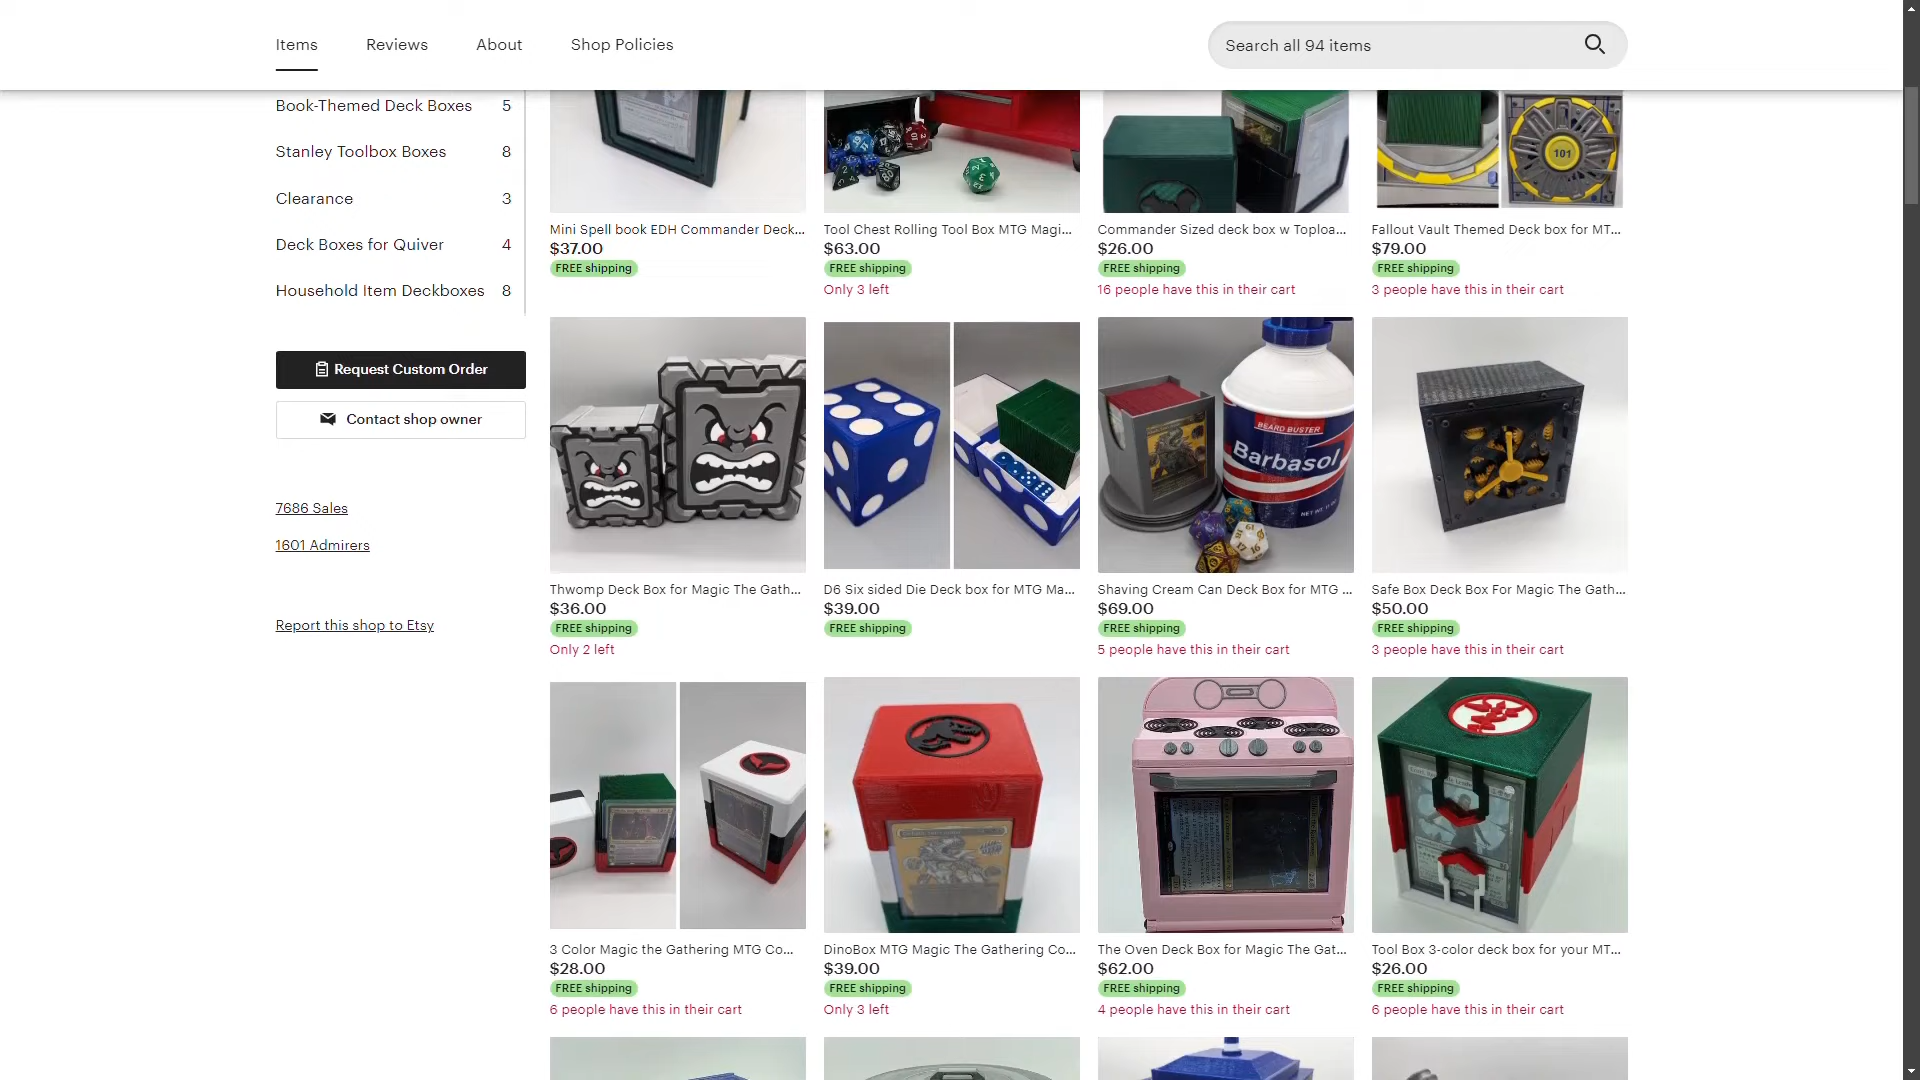 Items
Reviews
About
Shop Policies
Search all 94 items
Book-Themed Deck Boxes 5
Stanley Toolbox Boxes 8
Clearance 3
Deck Boxes for Quiver 4
Household Item Deckboxes 8
Request Custom Order
Contact shop owner
7686 Sales
1601 Admirers
Report this shop to Etsy
101
Mini Spell book EDH Commander Deck...
$37.00
FREE shipping
Tool Chest Rolling Tool Box MTG Magi...
$63.00
FREE shipping
Only 3 left
Commander Sized deck box w Toploa...
$26.00
FREE shipping
16 people have this in their cart
Fallout Vault Themed Deck box for MT...
$79.00
FREE shipping
3 people have this in their cart
BEARD BUSTER
Barbasol
Thwomp Deck Box for Magic The Gath...
$36.00
FREE shipping
Only 2 left
D6 Six sided Die Deck box for MTG Ma...
$39.00
FREE shipping
Shaving Cream Can Deck Box for MTG ...
$69.00
FREE shipping
5 people have this in their cart
Safe Box Deck Box For Magic The Gath...
$50.00
FREE shipping
3 people have this in their cart
3 Color Magic the Gathering MTG Co...
$28.00
FREE shipping
6 people have this in their cart
DinoBox MTG Magic The Gathering Co...
$39.00
FREE shipping
Only 3 left
The Oven Deck Box for Magic The Gat...
$62.00
FREE shipping
4 people have this in their cart
Tool Box 3-color deck box for your MT...
$26.00
FREE shipping
6 people have this in their cart